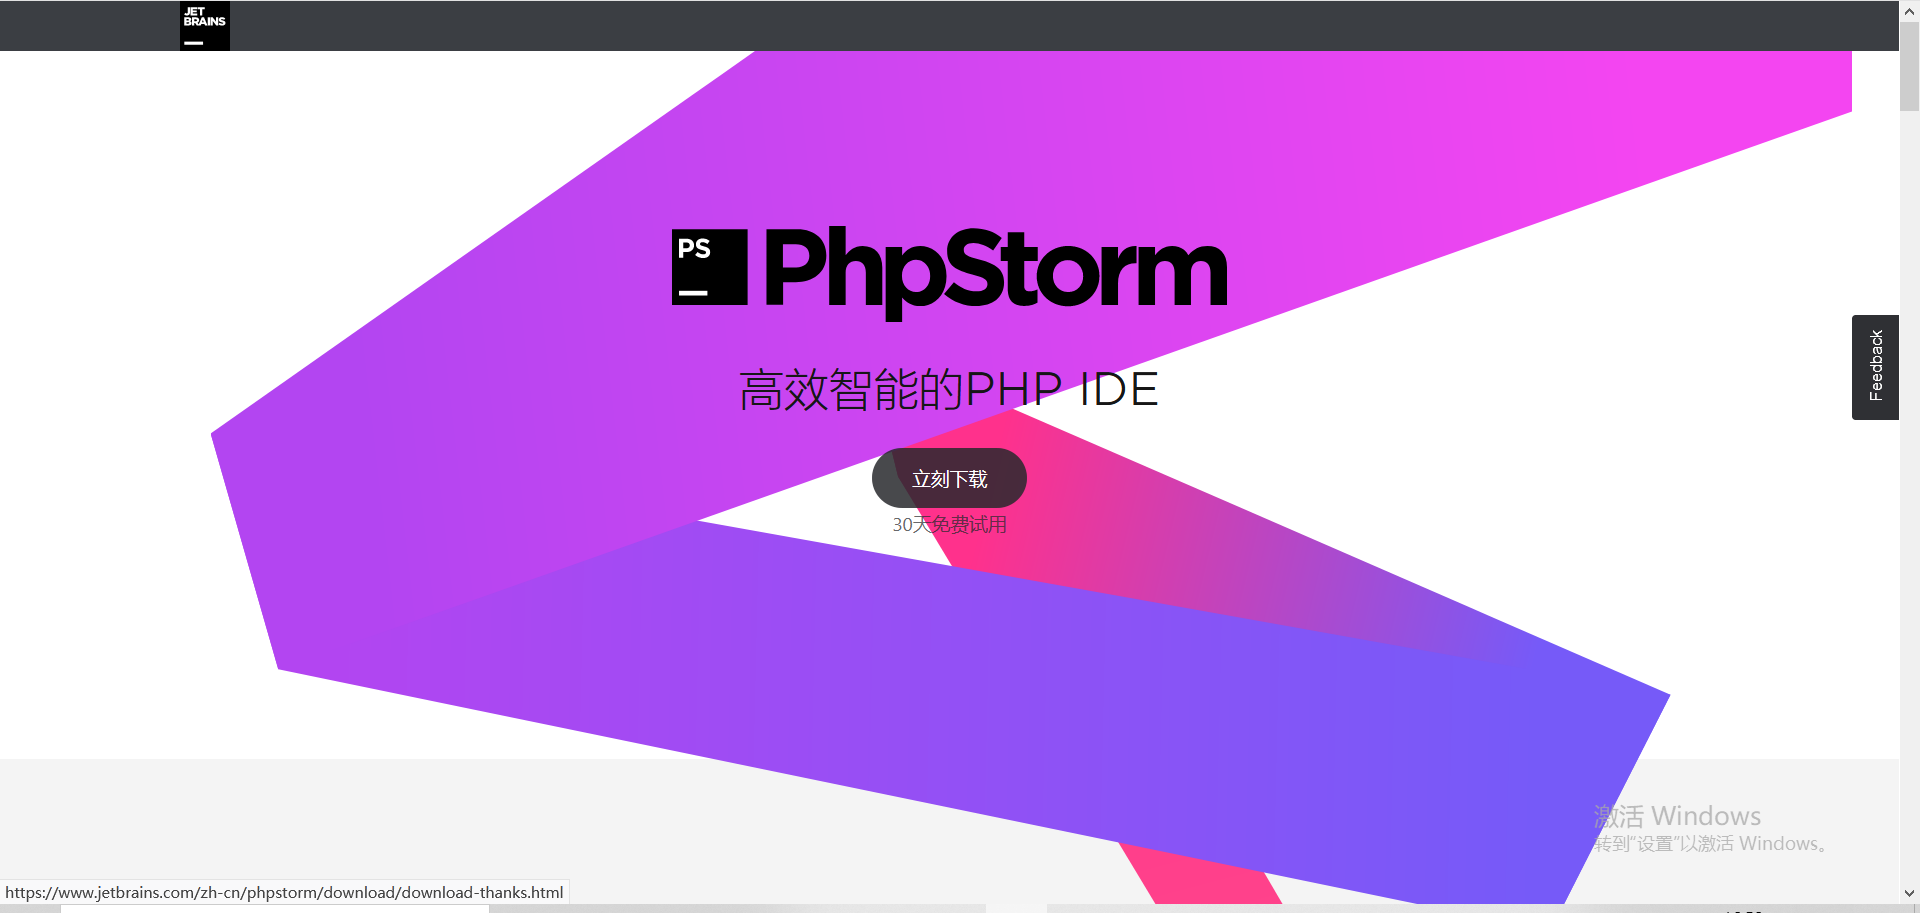 JET
BRAINS
PS
PhpStorm
高效智能的PHP IDE
立刻下载
30天免费试用
Feedback
激活 Windows
转到“设置”以激活 Windows。
https://www.jetbrains.com/zh-cn/phpstorm/download/download-thanks.html